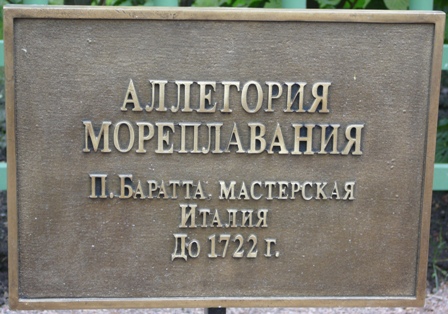 АЛЛЕГОРИЯ
МОРЕПЛАВАНИЯ
П. БАРАТТА. МАСТЕРСКАЯ
ИТАЛИЯ
ДО 1722 г.